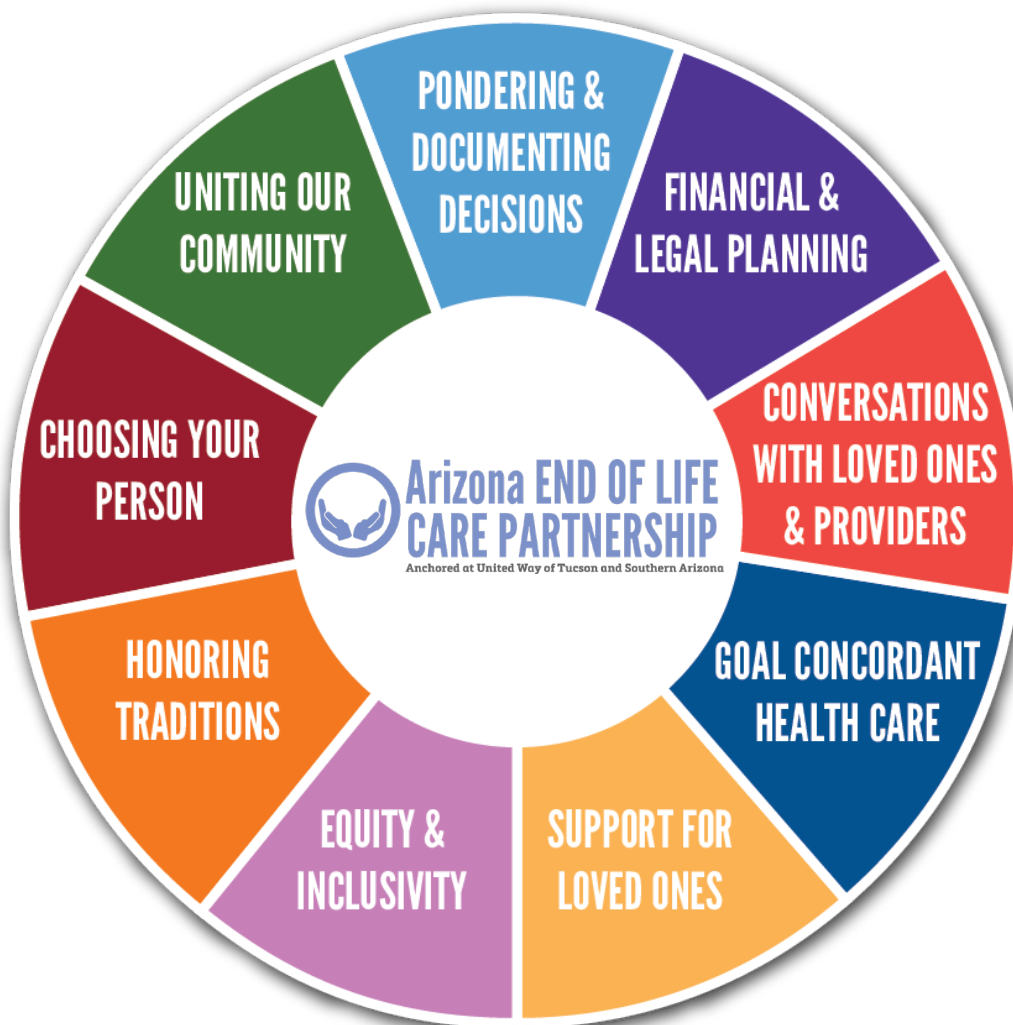 PONDERING &
DOCUMENTING
DECISIONS
FINANCIAL &
LEGAL PLANNING
CONVERSATIONS
WITH LOVED ONES
& PROVIDERS
GOAL CONCORDANT
HEALTH CARE
SUPPORT FOR
LOVED ONES
EQUITY &
INCLUSIVITY
HONORING
TRADITIONS
CHOOSING YOUR
PERSON
UNITING OUR
COMMUNITY
Arizona END OF LIFE
CARE PARTNERSHIP
Anchored at United Way of Tucson and Southern Arizona